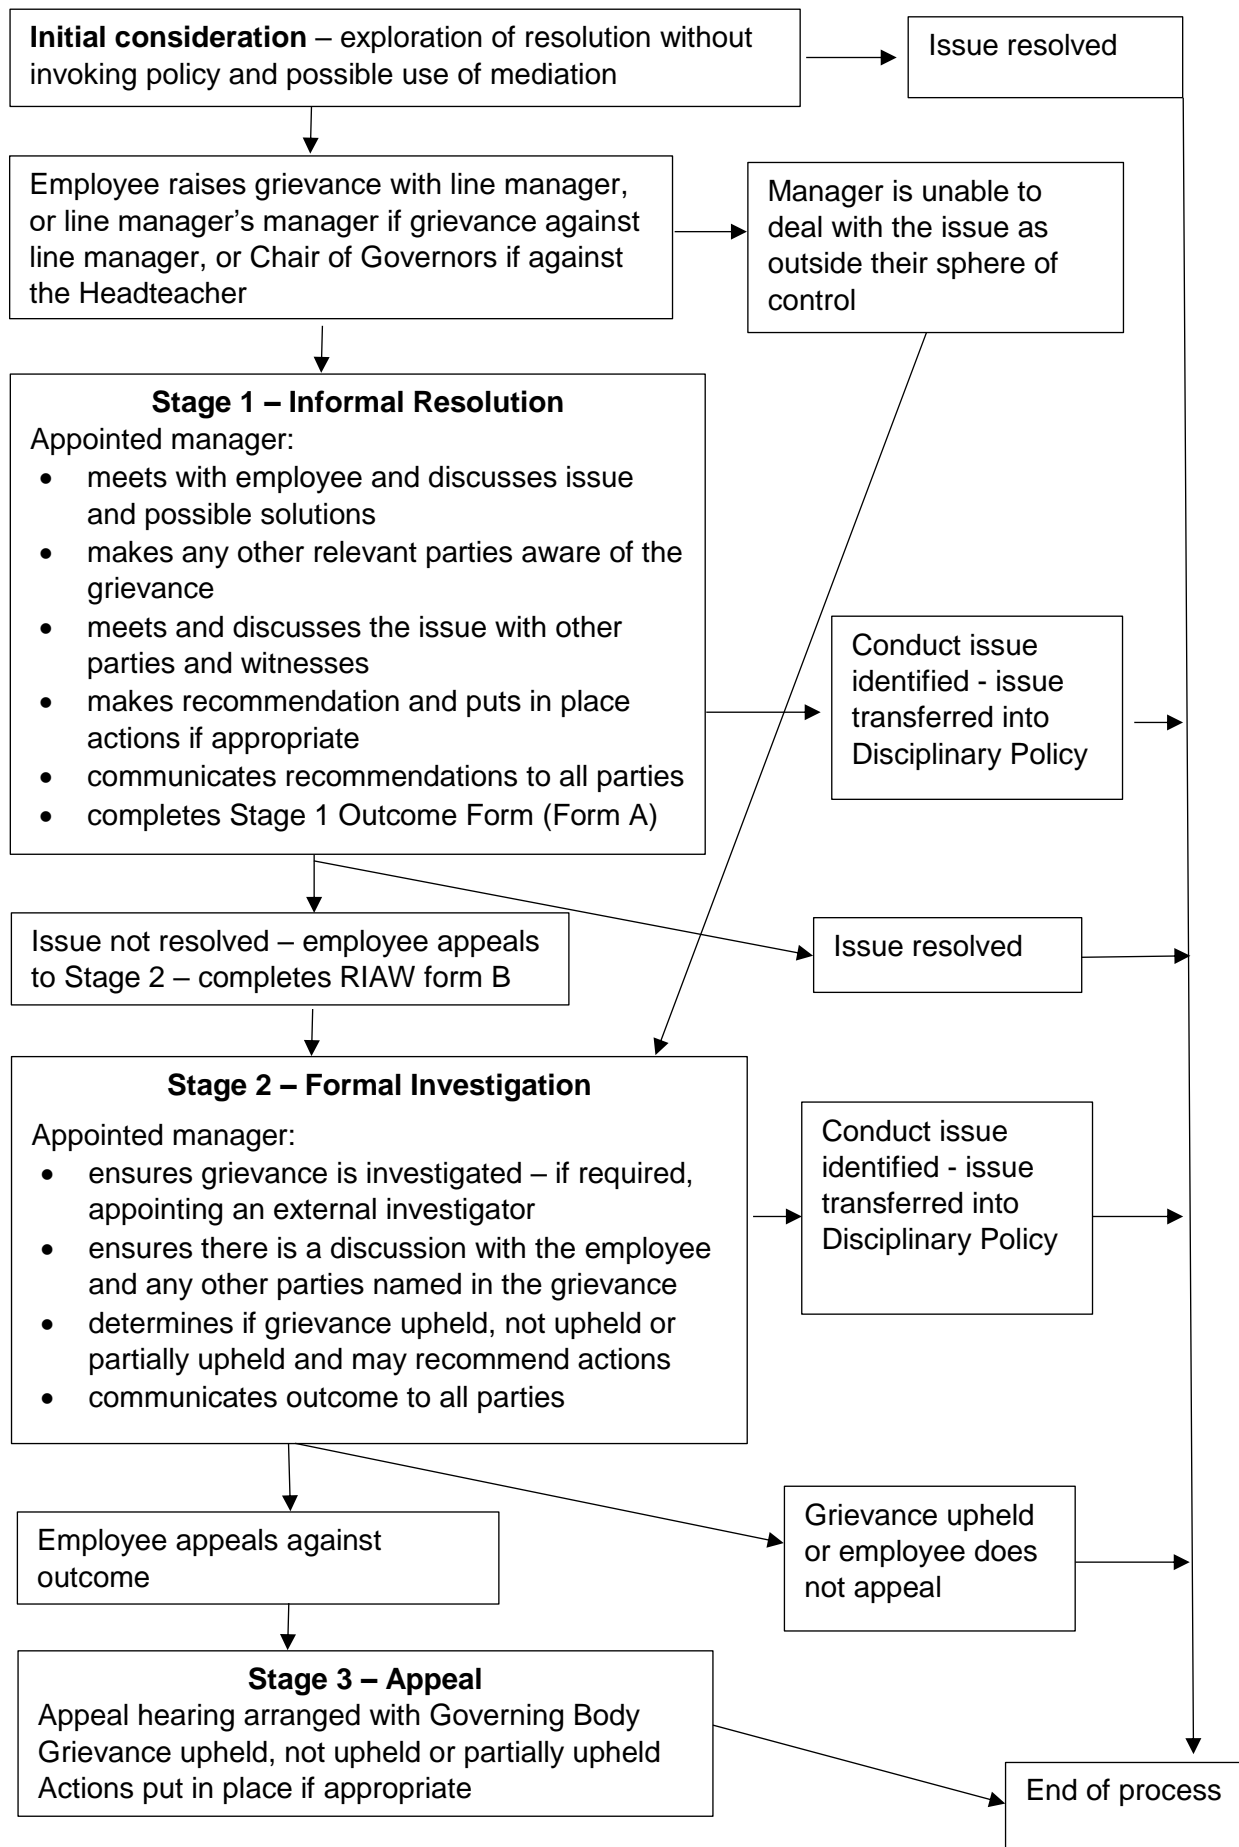 Initial consideration – exploration of resolution without
invoking policy and possible use of mediation
Issue resolved
Employee raises grievance with line manager,
or line manager’s manager if grievance against
line manager, or Chair of Governors if against
the Headteacher
Manager is unable to
deal with the issue as
outside their sphere of
control
Stage 1 – Informal Resolution
Appointed manager:
• meets with employee and discusses issue
and possible solutions
• makes any other relevant parties aware of the
grievance
• meets and discusses the issue with other
parties and witnesses
• makes recommendation and puts in place
actions if appropriate
• communicates recommendations to all parties
• completes Stage 1 Outcome Form (Form A)
Conduct issue
identified - issue
transferred into
Disciplinary Policy
Issue not resolved – employee appeals
to Stage 2 – completes RIAW form B
Issue resolved
Stage 2 – Formal Investigation
Appointed manager:
• ensures grievance is investigated – if required,
appointing an external investigator
• ensures there is a discussion with the employee
and any other parties named in the grievance
• determines if grievance upheld, not upheld or
partially upheld and may recommend actions
• communicates outcome to all parties
Conduct issue
identified - issue
transferred into
Disciplinary Policy
Employee appeals against
outcome
Grievance upheld
or employee does
not appeal
Stage 3 – Appeal
Appeal hearing arranged with Governing Body
Grievance upheld, not upheld or partially upheld
Actions put in place if appropriate
End of process